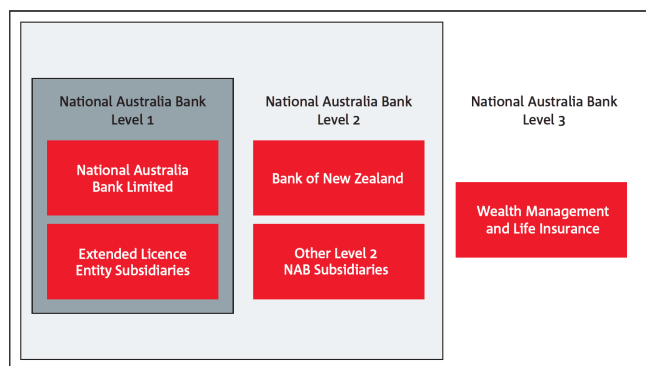 National Australia Bank
Level 1
National Australia
Bank Limited
Extended Licence
Entity Subsidiaries
National Australia Bank
Level 2
Bank of New Zealand
Other Level 2
NAB Subsidiaries
National Australia Bank
Level 3
Wealth Management
and Life Insurance